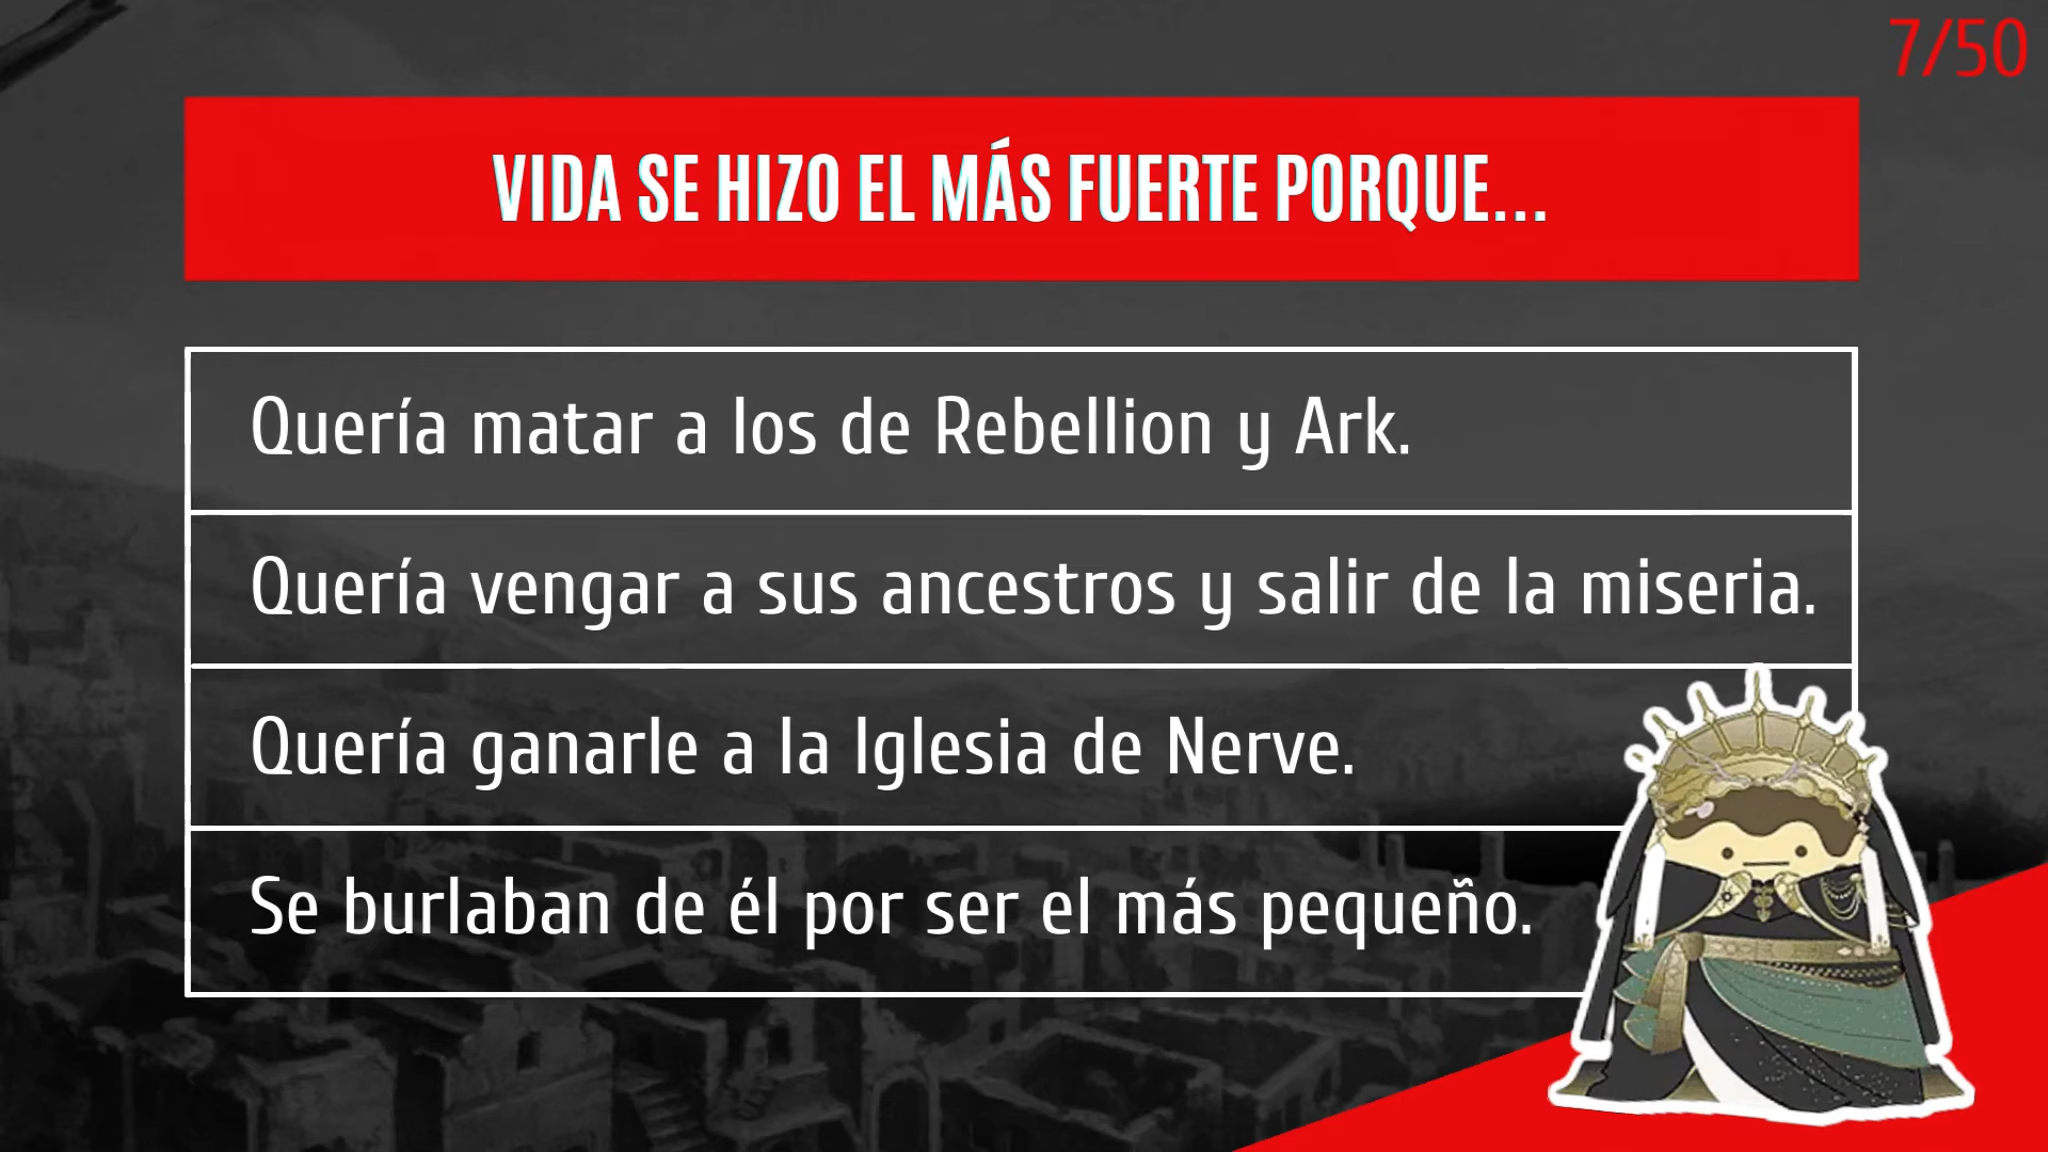 7/50
VIDA SE HIZO EL MÁS FUERTE PORQUE...
Quería matar a los de Rebellion y Ark.
Quería vengar a sus ancestros y salir de la miseria.
Quería ganarle a la Iglesia de Nerve.
Se burlaban de él por ser el más pequeño.